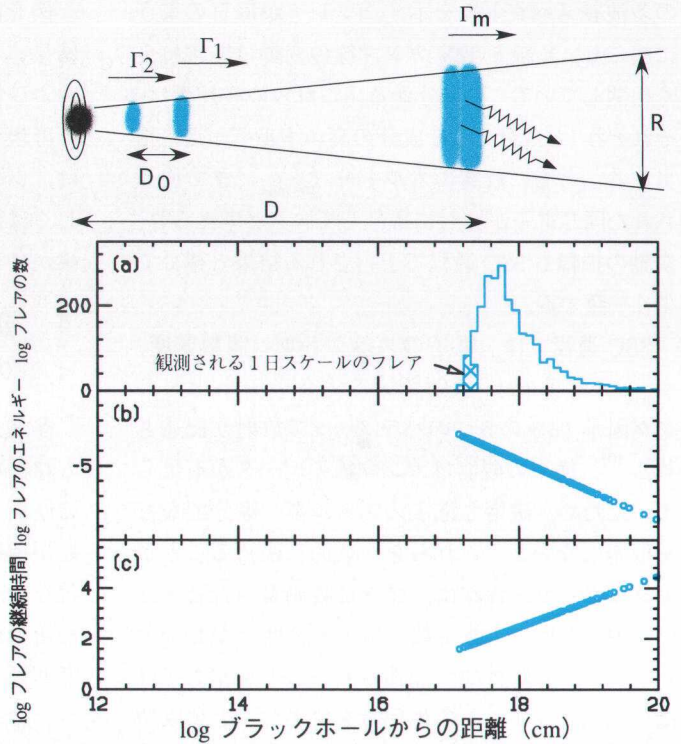 Γ2
Γ1
Γm
R
D0
D
(a)
200
0
観測される1日スケールのフレア
log フレアの数
(b)
-5
log フレアのエネルギー
(c)
4
2
0
log フレアの継続時間
12
14
16
18
20
log ブラックホールからの距離(cm)